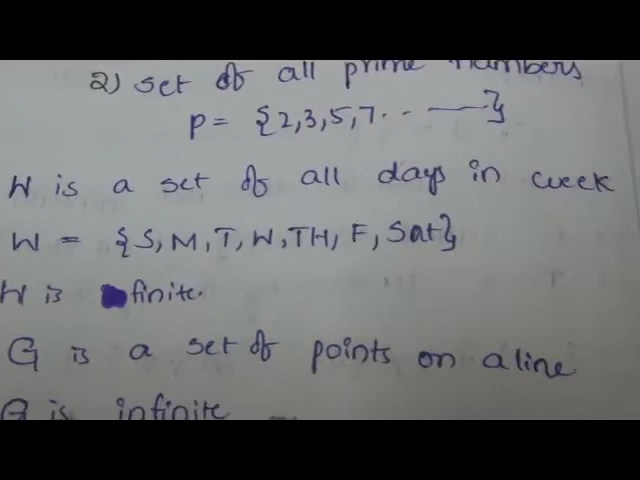 2) set of all prime numbers
P = {2,3,5,7.. —}
W is a set of all days in week
W = {S, M, T, W, TH, F, Sat}
W is finite.
G is a set of points on a line
G is infinite